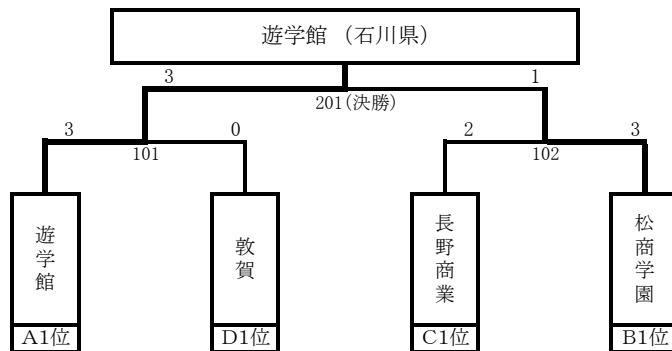 遊学館 (石川県)
3
1
201(決勝)
3
0
2
3
101
102
遊学館
敦賀
長野商業
松商学園
A1位
D1位
C1位
B1位